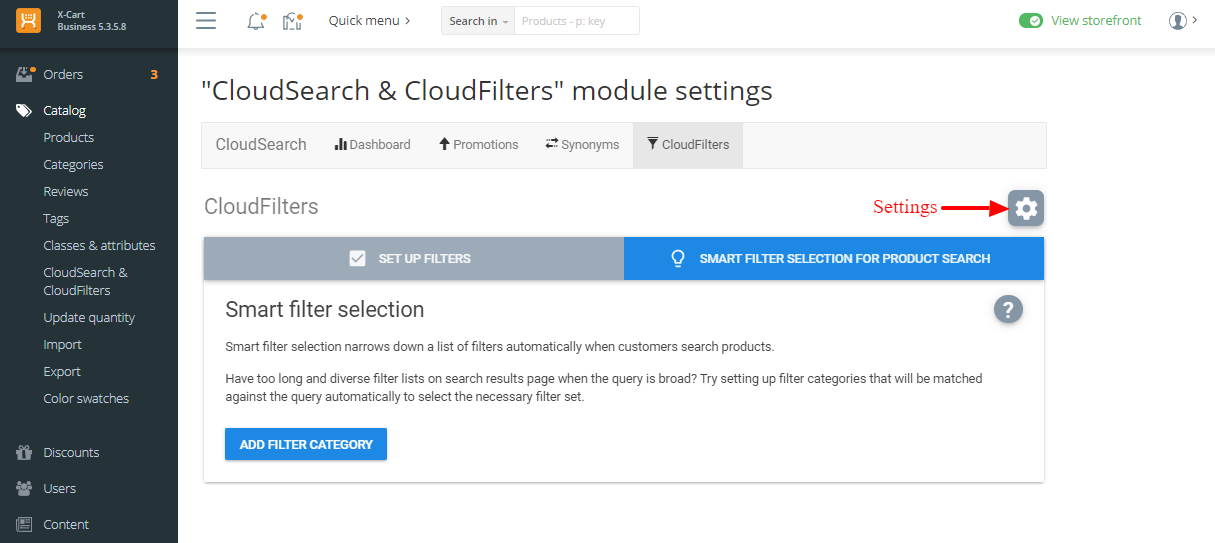 X-Cart
Business 5.3.5.8
Quick menu
Search in
Products - p: key
View storefront
Orders
3
Catalog
Products
Categories
Reviews
Tags
Classes & attributes
CloudSearch &
CloudFilters
Update quantity
Import
Export
Color swatches
Discounts
Users
Content
"CloudSearch & CloudFilters" module settings
CloudSearch Dashboard Promotions Synonyms CloudFilters
CloudFilters
Settings
SET UP FILTERS
SMART FILTER SELECTION FOR PRODUCT SEARCH
Smart filter selection
?
Smart filter selection narrows down a list of filters automatically when customers search products.
Have too long and diverse filter lists on search results page when the query is broad? Try setting up filter categories that will be matched
against the query automatically to select the necessary filter set.
ADD FILTER CATEGORY